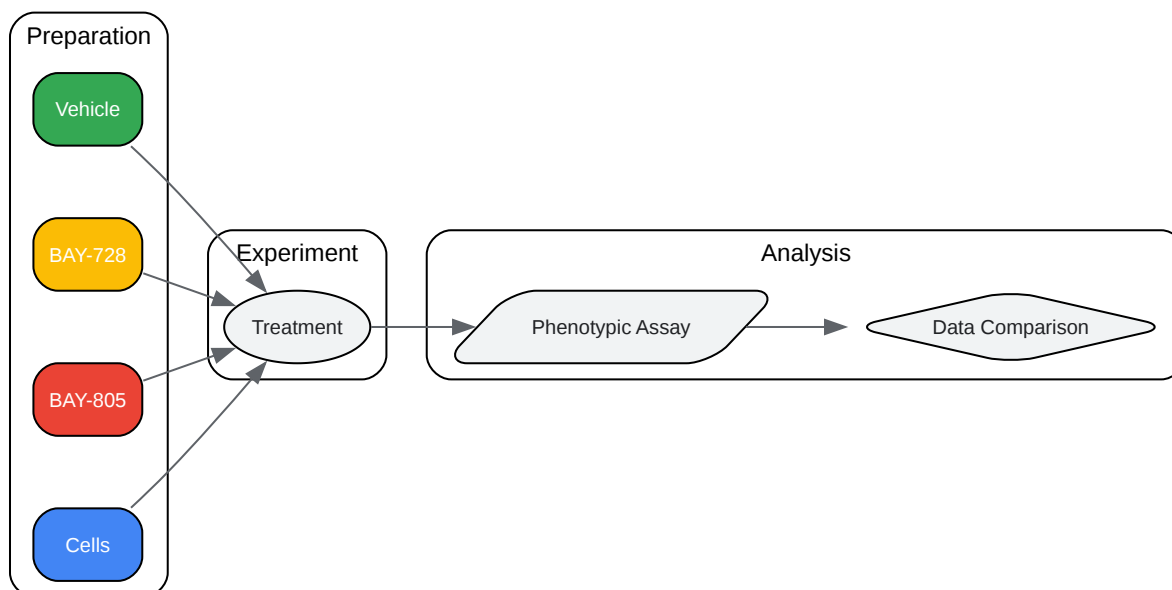 Preparation
Vehicle
BAY-728
BAY-805
Cells
Experiment
Treatment
Analysis
Phenotypic Assay
Data Comparison